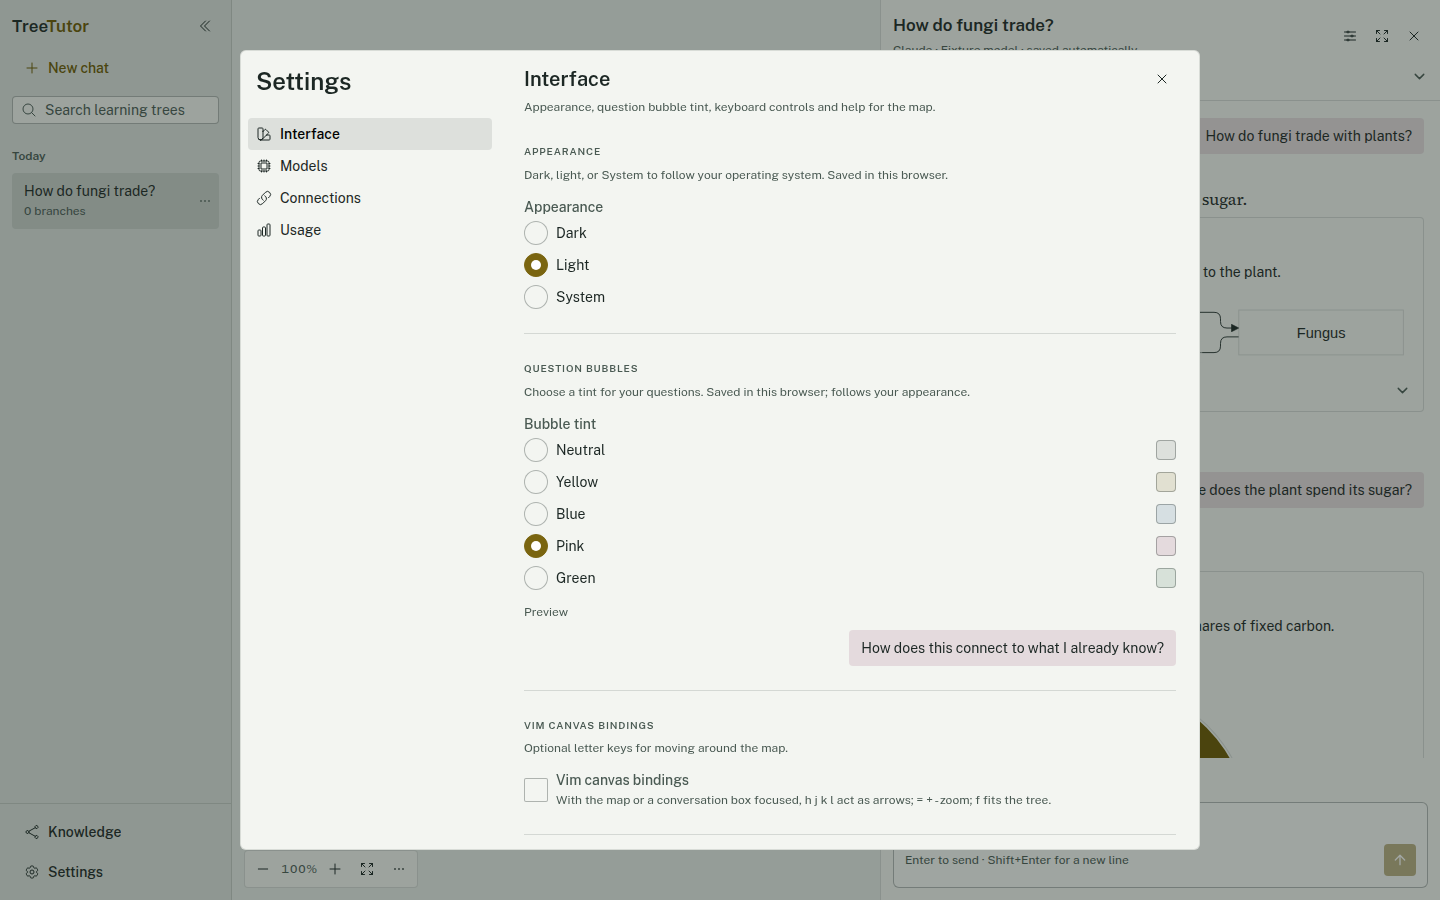 TreeTutor
New chat
Search learning trees
Today
How do fungi trade?
0 branches
Knowledge
Settings
Settings
Interface
Models
Connections
Usage
Interface
Appearance, question bubble tint, keyboard controls and help for the map.
APPEARANCE
Dark, light, or System to follow your operating system. Saved in this browser.
Appearance
Dark
Light
System
QUESTION BUBBLES
Choose a tint for your questions. Saved in this browser; follows your appearance.
Bubble tint
Neutral
Yellow
Blue
Pink
Green
Preview
How does this connect to what I already know?
VIM CANVAS BINDINGS
Optional letter keys for moving around the map.
Vim canvas bindings
With the map or a conversation box focused, h j k l act as arrows; = + - zoom; f fits the tree.
100%
How do fungi trade?
Claude · Fixture model · saved automatically
How do fungi trade with plants?
sugar.
to the plant.
Fungus
does the plant spend its sugar?
of fixed carbon.
Enter to send · Shift+Enter for a new line